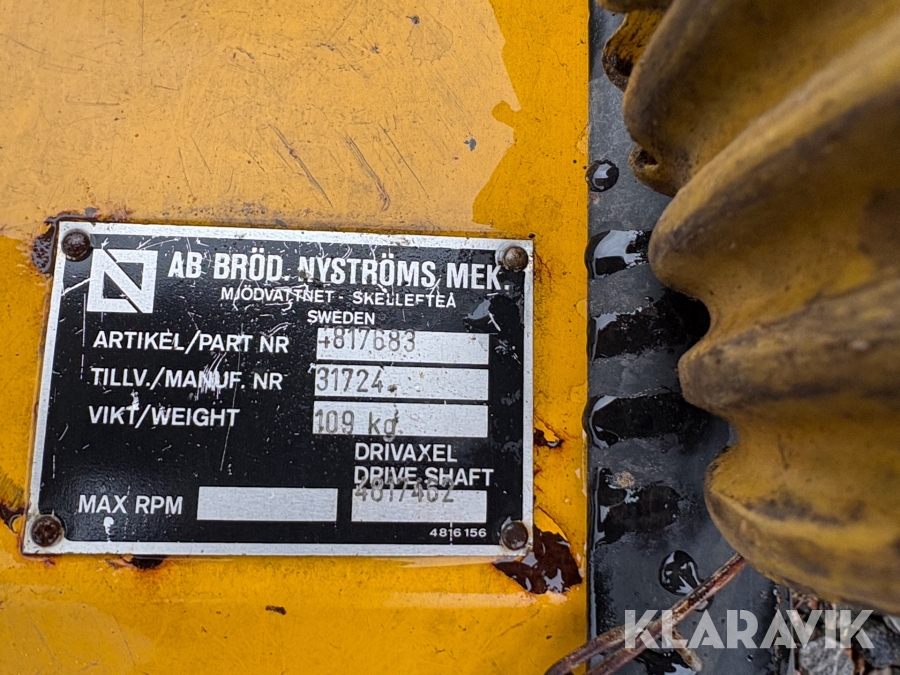 AB BRÖD. NYSTRÖMS MEK.
MJÖDVATTNET - SKELLEFTEÅ
SWEDEN
ARTIKEL/PART NR 4817683
TILLV./MANUF. NR 31724
VIKT/WEIGHT 109 kg
DRIVAXEL
DRIVE SHAFT
MAX RPM 4817462
4816156
KLARAVIK